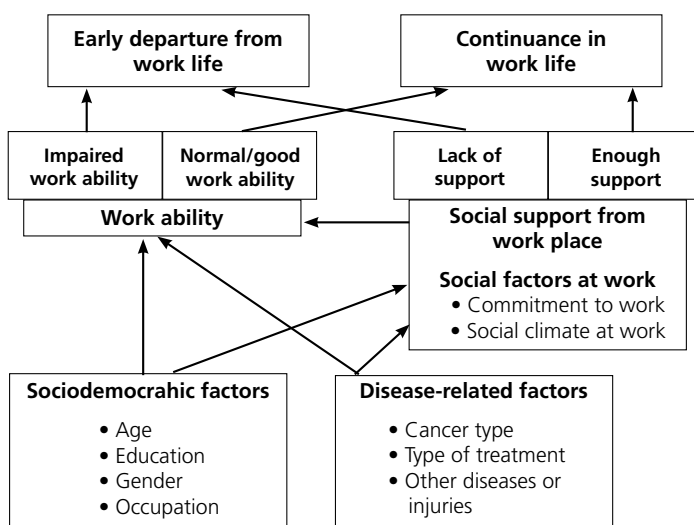 Early departure from
work life
Continuance in
work life
Impaired
work ability
Normal/good
work ability
Lack of
support
Enough
support
Work ability
Social support from
work place
Social factors at work
• Commitment to work
• Social climate at work
Sociodemocrahic factors
• Age
• Education
• Gender
• Occupation
Disease-related factors
• Cancer type
• Type of treatment
• Other diseases or
injuries